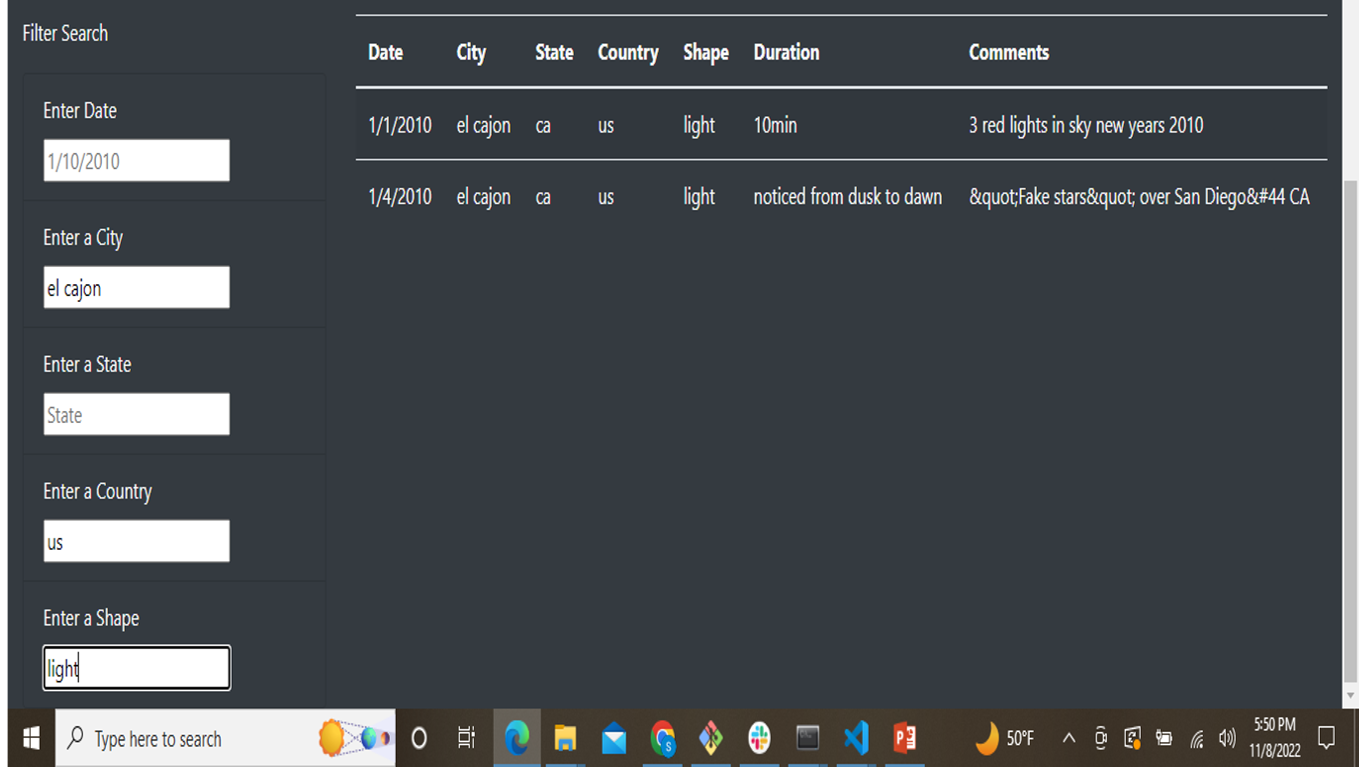 Filter Search
Enter Date
1/10/2010
Enter a City
el cajon
Enter a State
State
Enter a Country
us
Enter a Shape
light
Date City State Country Shape Duration Comments
1/1/2010 el cajon ca us light 10min 3 red lights in sky new years 2010
1/4/2010 el cajon ca us light noticed from dusk to dawn &quot;Fake stars&quot; over San Diego&#44 CA
Type here to search
S
P
50°F
5:50 PM
11/8/2022